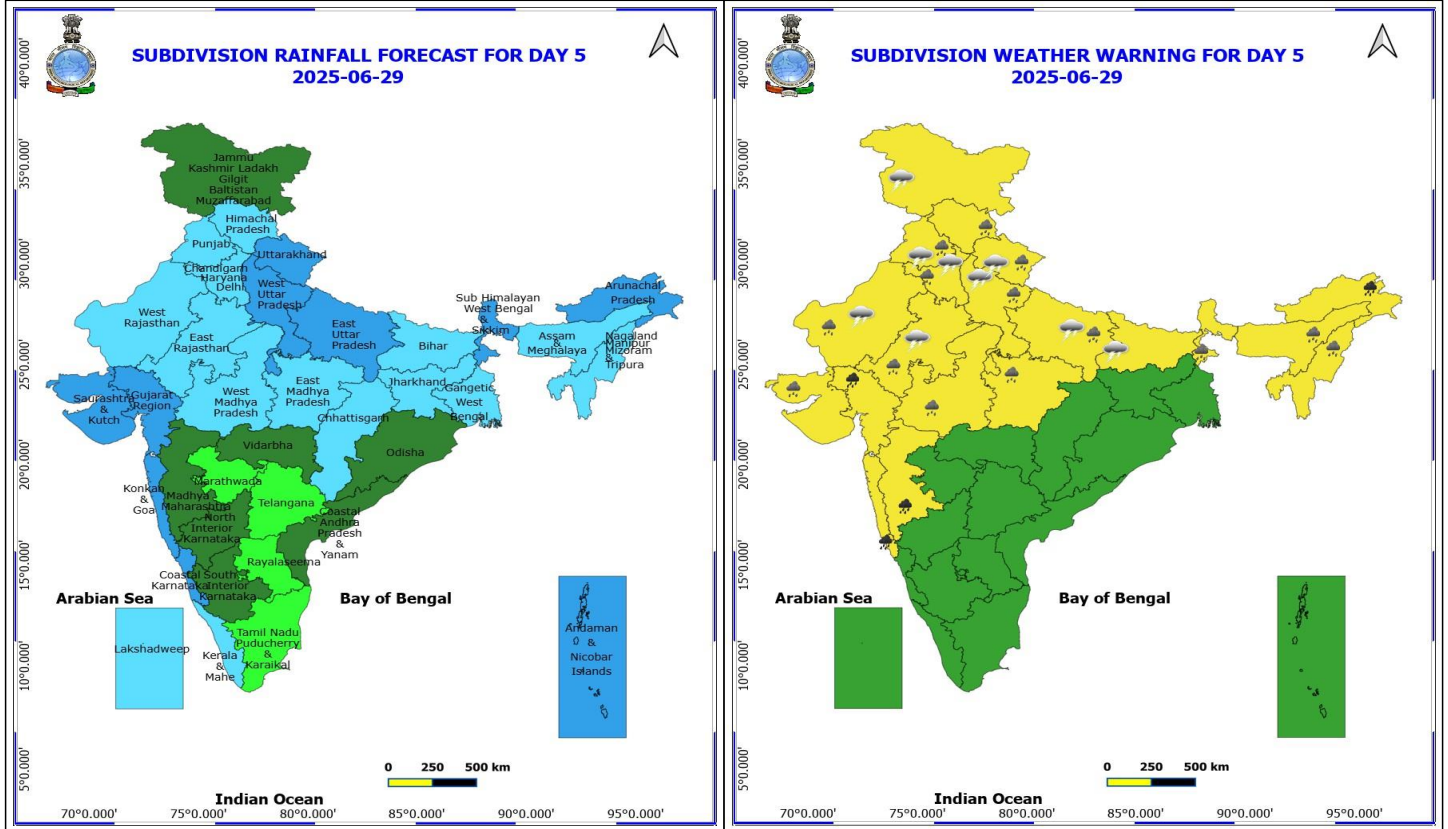 SUBDIVISION RAINFALL FORECAST FOR DAY 5
2025-06-29
40°0.000'
35°0.000'
30°0.000'
25°0.000'
20°0.000'
15°0.000'
10°0.000'
5°0.000'
Jammu
Kashmir Ladakh
Gilgit
Baltistan
Muzaffarabad
Himachal
Pradesh
Punjab
Uttarakhand
Chandigarh
Haryana
Delhi
West
Uttar
Pradesh
West
Rajasthan
East
Rajasthan
East
Uttar
Pradesh
Bihar
Sub Himalayan
West Bengal
&
Sikkim
Arunachal
Pradesh
Assam
&
Meghalaya
Nagaland
Manipur
Mizoram
&
Tripura
Saurashtra
&
Kutch
Gujarat
Region
West
Madhya
Pradesh
East
Madhya
Pradesh
Jharkhand
Gangetic
West
Bengal
Chhattisgarh
Vidarbha
Odisha
Konkan
&
Goa
Madhya
Maharashtra
Marathwada
Telangana
North
Interior
Karnataka
Coastal
Andhra
Pradesh
&
Yanam
Rayalaseema
Coastal
Karnataka
South
Interior
Karnataka
Tamil Nadu
Puducherry
&
Karaikal
Kerala
&
Mahe
Lakshadweep
Andaman
&
Nicobar
Islands
Arabian Sea
Bay of Bengal
Indian Ocean
0 250 500 km
70°0.000' 75°0.000' 80°0.000' 85°0.000' 90°0.000' 95°0.000'
SUBDIVISION WEATHER WARNING FOR DAY 5
2025-06-29
40°0.000'
35°0.000'
30°0.000'
25°0.000'
20°0.000'
15°0.000'
10°0.000'
5°0.000'
Arabian Sea
Bay of Bengal
Indian Ocean
0 250 500 km
70°0.000' 75°0.000' 80°0.000' 85°0.000' 90°0.000' 95°0.000'